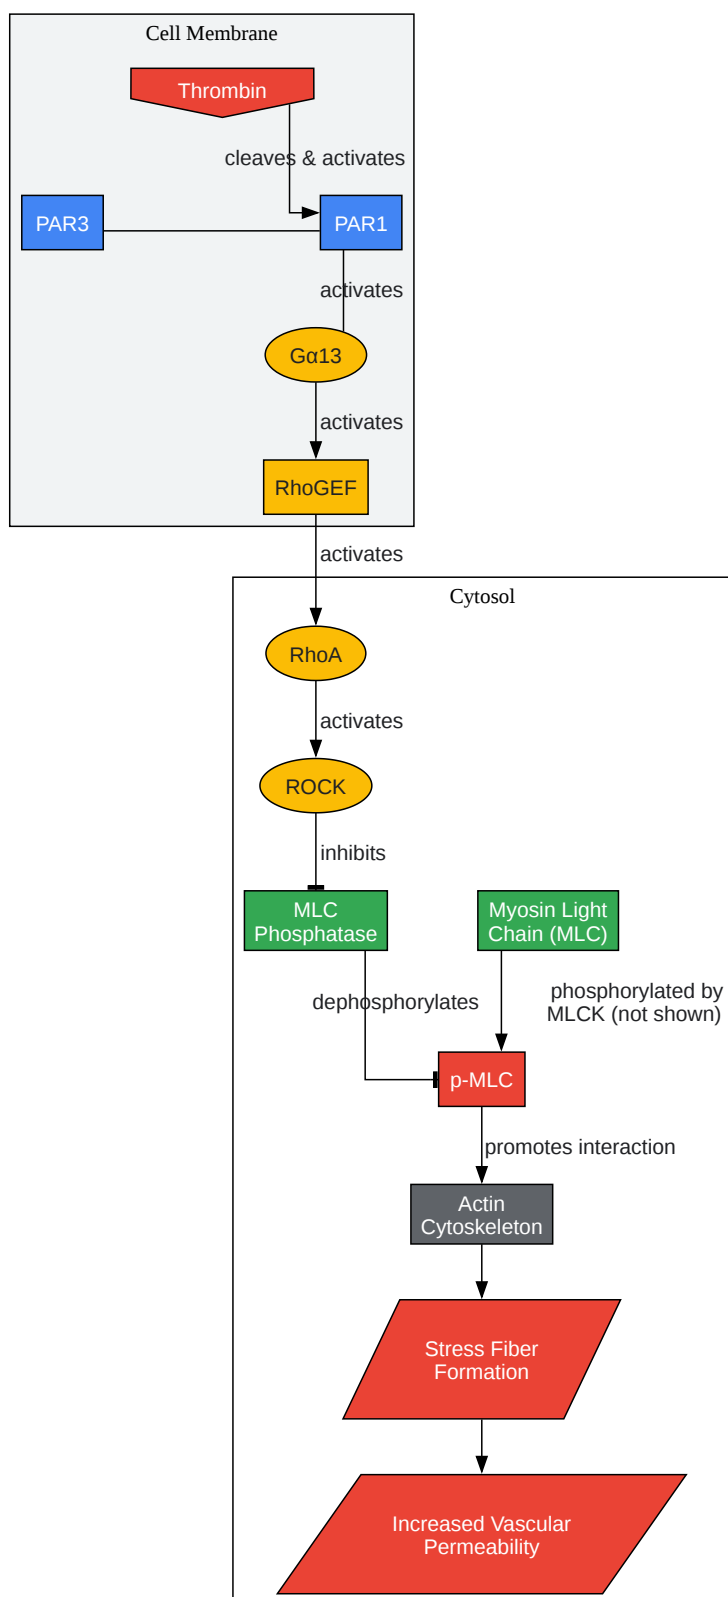 Cell Membrane
Thrombin
cleaves & activates
PAR3
PAR1
activates
Gα13
activates
RhoGEF
activates
Cytosol
RhoA
activates
ROCK
inhibits
MLC
Phosphatase
Myosin Light
Chain (MLC)
dephosphorylates
phosphorylated by
MLCK (not shown)
p-MLC
promotes interaction
Actin
Cytoskeleton
Stress Fiber
Formation
Increased Vascular
Permeability